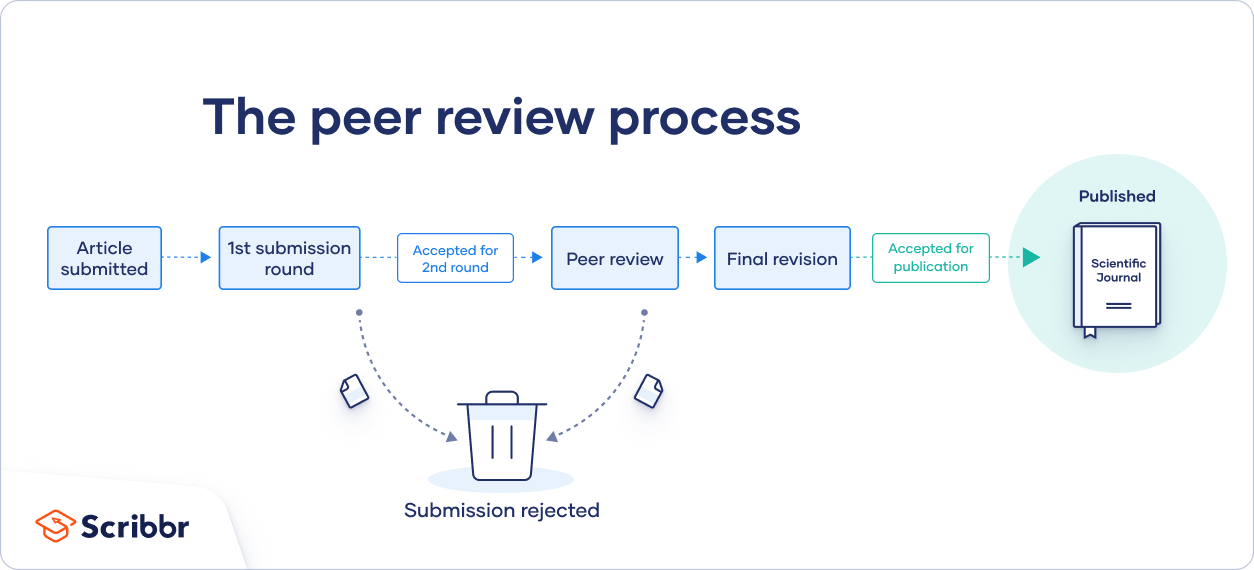 The peer review process
Published
Article
submitted
1st submission
round
Accepted for
2nd round
Peer review
Final revision
Accepted for
publication
Scientific
Journal
Submission rejected
Scribbr